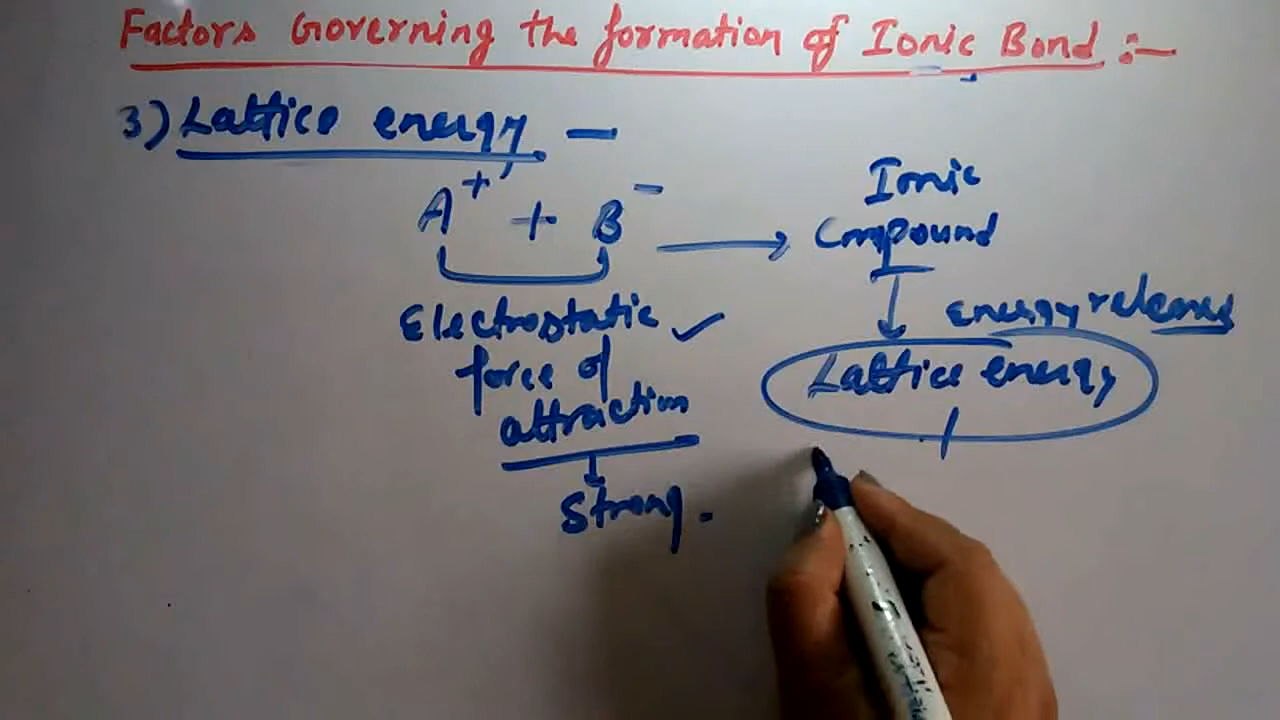 Factors Governing the formation of Ionic Bond :-
3) Lattice energy -
A+ + B- → Ionic
Compound
Electrostatic ✓
force of
attraction
Strong.
energy released
Lattice energy